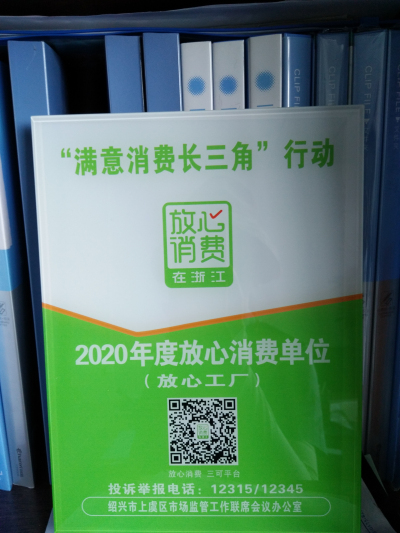 CLIP FILE
“满意消费长三角”行动
放心
消费
在浙江
2020年度放心消费单位
(放心工厂)
放心消费 三可平台
投诉举报电话：12315/12345
绍兴市上虞区市场监管工作联席会议办公室